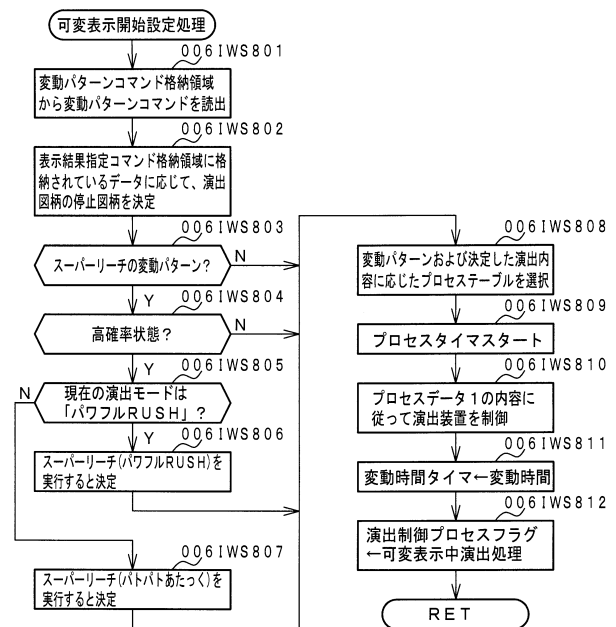 可変表示開始設定処理
006IWS801
変動パターンコマンド格納領域
から変動パターンコマンドを読出
006IWS802
表示結果指定コマンド格納領域に格
納されているデータに応じて、演出
図柄の停止図柄を決定
006IWS803
スーパーリーチの変動パターン？
N
Y
006IWS804
高確率状態？
N
Y
006IWS805
現在の演出モードは
「パワフルRUSH」？
N
Y
006IWS806
スーパーリーチ(パワフルRUSH)を
実行すると決定
006IWS807
スーパーリーチ(パトパトあたっく)を
実行すると決定
006IWS808
変動パターンおよび決定した演出内
容に応じたプロセステーブルを選択
006IWS809
プロセスタイマスタート
006IWS810
プロセスデータ1の内容に
従って演出装置を制御
006IWS811
変動時間タイマ←変動時間
006IWS812
演出制御プロセスフラグ
←可変表示中演出処理
RET